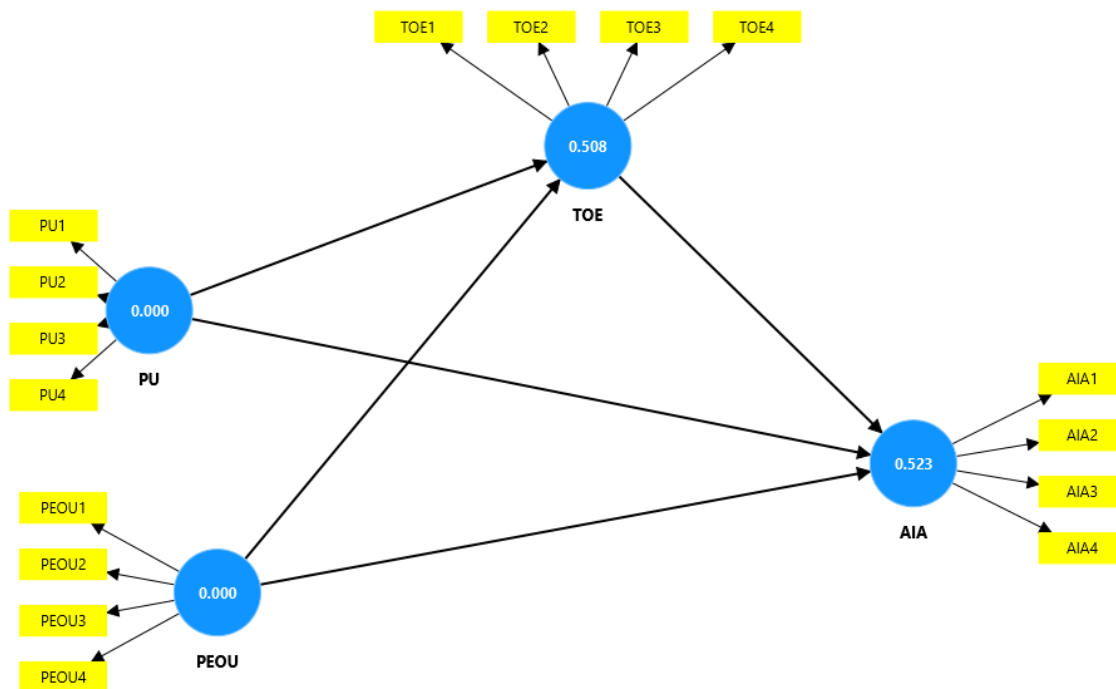 TOE1
TOE2
TOE3
TOE4
0.508
TOE
PU1
PU2
PU3
PU4
0.000
PU
AIA1
AIA2
AIA3
AIA4
0.523
AIA
PEOU1
PEOU2
PEOU3
PEOU4
0.000
PEOU